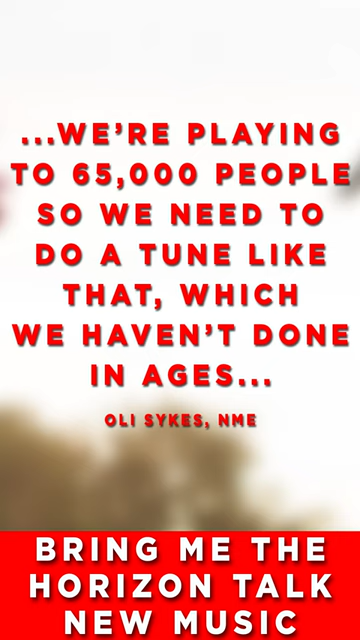 ...WE’RE PLAYING
TO 65,000 PEOPLE
SO WE NEED TO
DO A TUNE LIKE
THAT, WHICH
WE HAVEN’T DONE
IN AGES...
OLI SYKES, NME
BRING ME THE
HORIZON TALK
NEW MUSIC